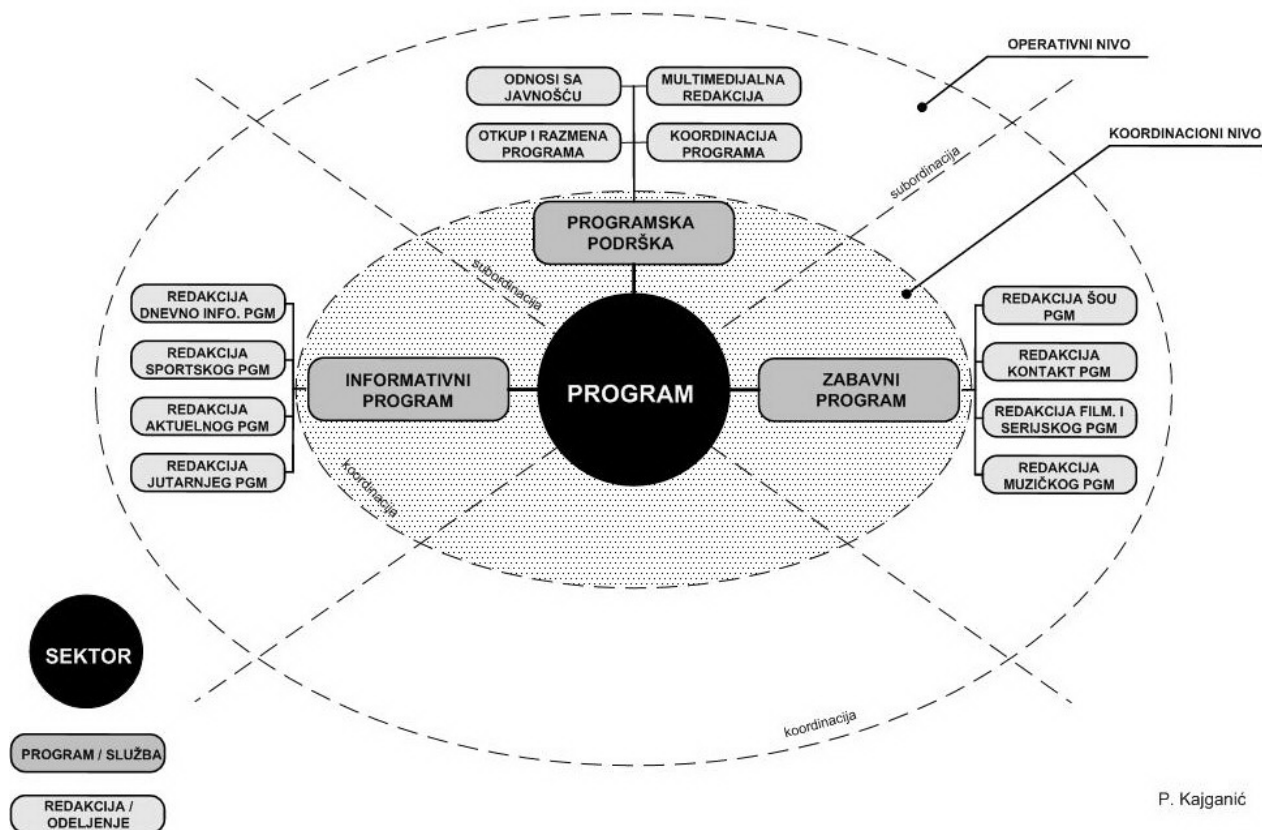 OPERATIVNI NIVO
ODNOSI SA
JAVNOŠĆU
MULTIMEDIJALNA
REDAKCIJA
OTKUP I RAZMENA
PROGRAMA
KOORDINACIJA
PROGRAMA
KOORDINACIONI NIVO
subordinacija
PROGRAMSKA
PODRŠKA
subordinacija
REDAKCIJA
DNEVNO INFO. PGM
REDAKCIJA
SPORTSKOG PGM
REDAKCIJA
AKTUELNOG PGM
REDAKCIJA
JUTARNJEG PGM
INFORMATIVNI
PROGRAM
PROGRAM
ZABAVNI
PROGRAM
REDAKCIJA ŠOU
PGM
REDAKCIJA
KONTAKT PGM
REDAKCIJA FILM. I
SERIJSKOG PGM
REDAKCIJA
MUZIČKOG PGM
koordinacija
koordinacija
SEKTOR
PROGRAM / SLUŽBA
REDAKCIJA /
ODELJENJE
P. Kajganić